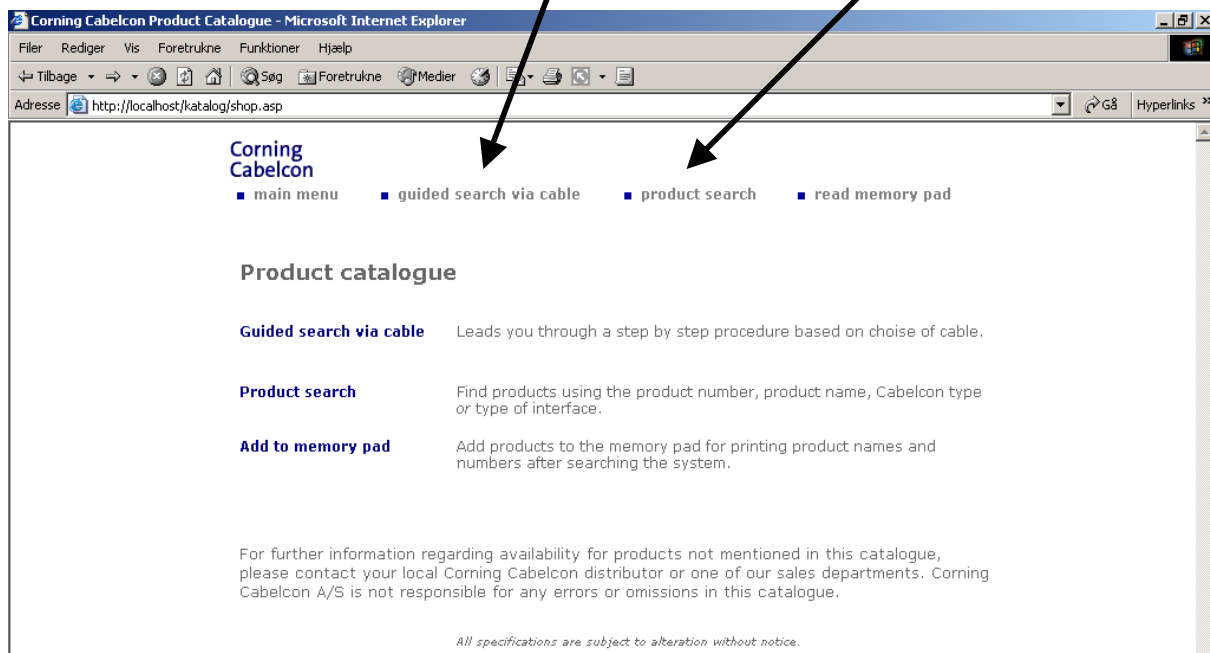 Corning Cabelcon Product Catalogue - Microsoft Internet Explorer
Filer Rediger Vis Foretrukne Funktioner Hjælp
Tilbage Søg Foretrukne Medier
Adresse http://localhost/katalog/shop.asp Gå Hyperlinks »
Corning
Cabelcon
main menu guided search via cable product search read memory pad
Product catalogue
Guided search via cable Leads you through a step by step procedure based on choise of cable.
Product search Find products using the product number, product name, Cabelcon type
or type of interface.
Add to memory pad Add products to the memory pad for printing product names and
numbers after searching the system.
For further information regarding availability for products not mentioned in this catalogue,
please contact your local Corning Cabelcon distributor or one of our sales departments. Corning
Cabelcon A/S is not responsible for any errors or omissions in this catalogue.
All specifications are subject to alteration without notice.